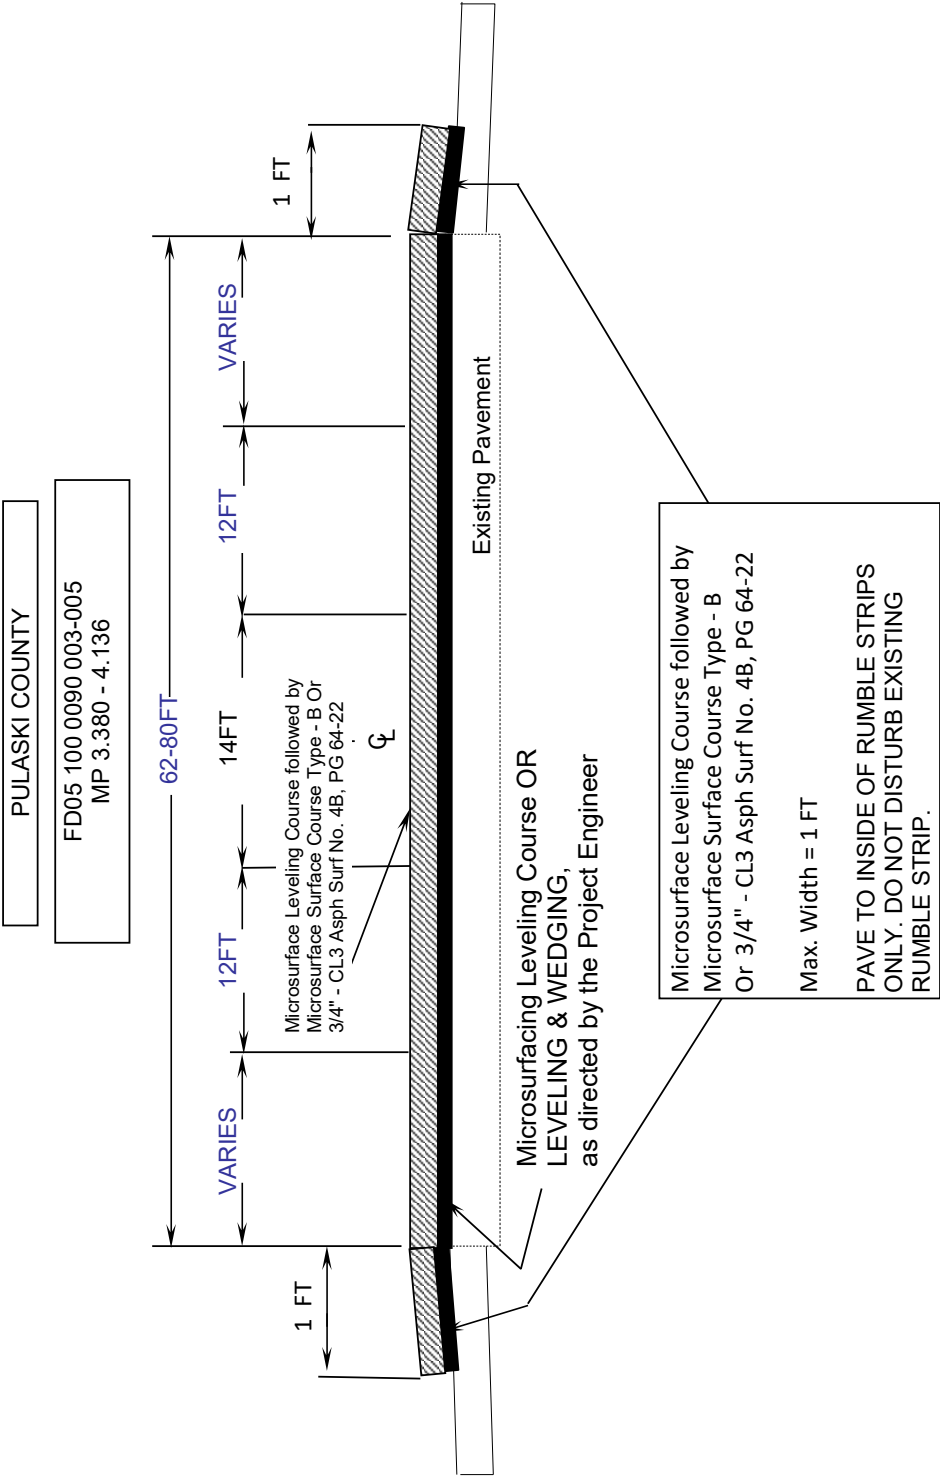 PULASKI COUNTY
FD05 100 0090 003-005
MP 3.380 - 4.136
62-80FT
1 FT
VARIES
12FT
14FT
12FT
VARIES
1 FT
Microsurface Leveling Course followed by
Microsurface Surface Course Type - B Or
3/4" - CL3 Asph Surf No. 4B, PG 64-22
℄
Existing Pavement
Microsurfacing Leveling Course OR
LEVELING & WEDGING,
as directed by the Project Engineer
Microsurface Leveling Course followed by
Microsurface Surface Course Type - B
Or 3/4" - CL3 Asph Surf No. 4B, PG 64-22
Max. Width = 1 FT
PAVE TO INSIDE OF RUMBLE STRIPS
ONLY. DO NOT DISTURB EXISTING
RUMBLE STRIP.